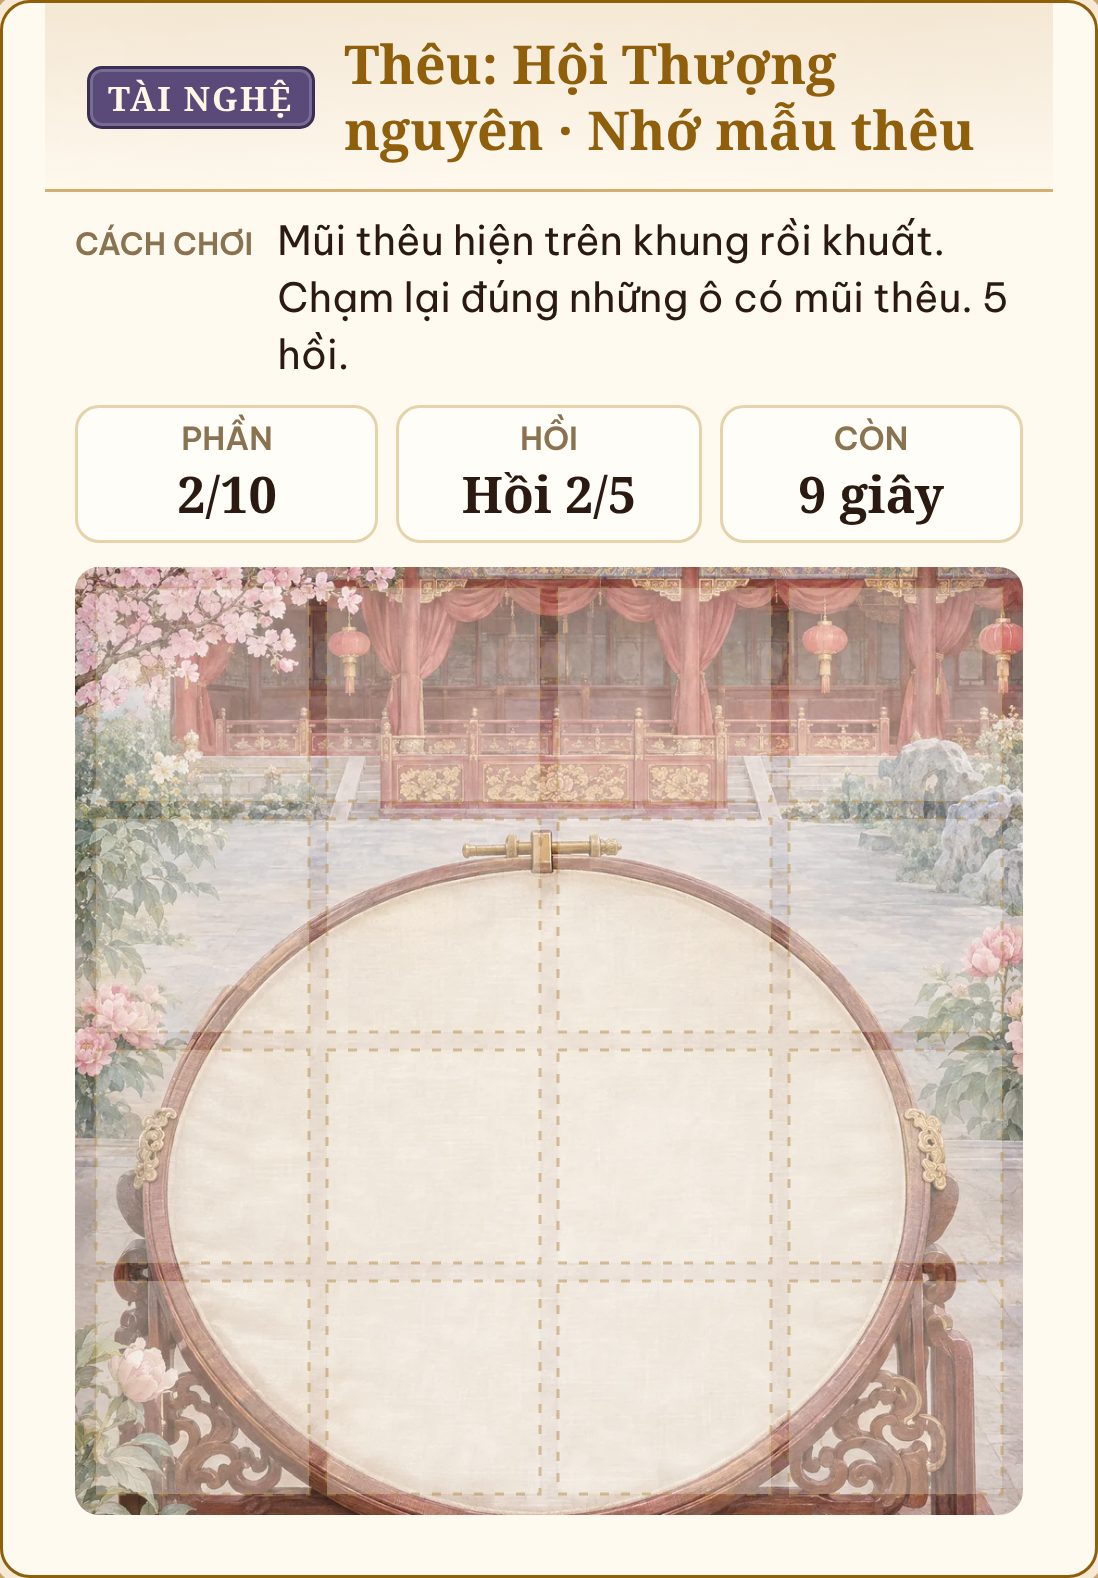 TÀI NGHỆ
Thêu: Hội Thượng
nguyên · Nhớ mẫu thêu
CÁCH CHƠI
Mũi thêu hiện trên khung rồi khuất.
Chạm lại đúng những ô có mũi thêu. 5
hồi.
PHẦN
2/10
HỒI
Hồi 2/5
CÒN
9 giây